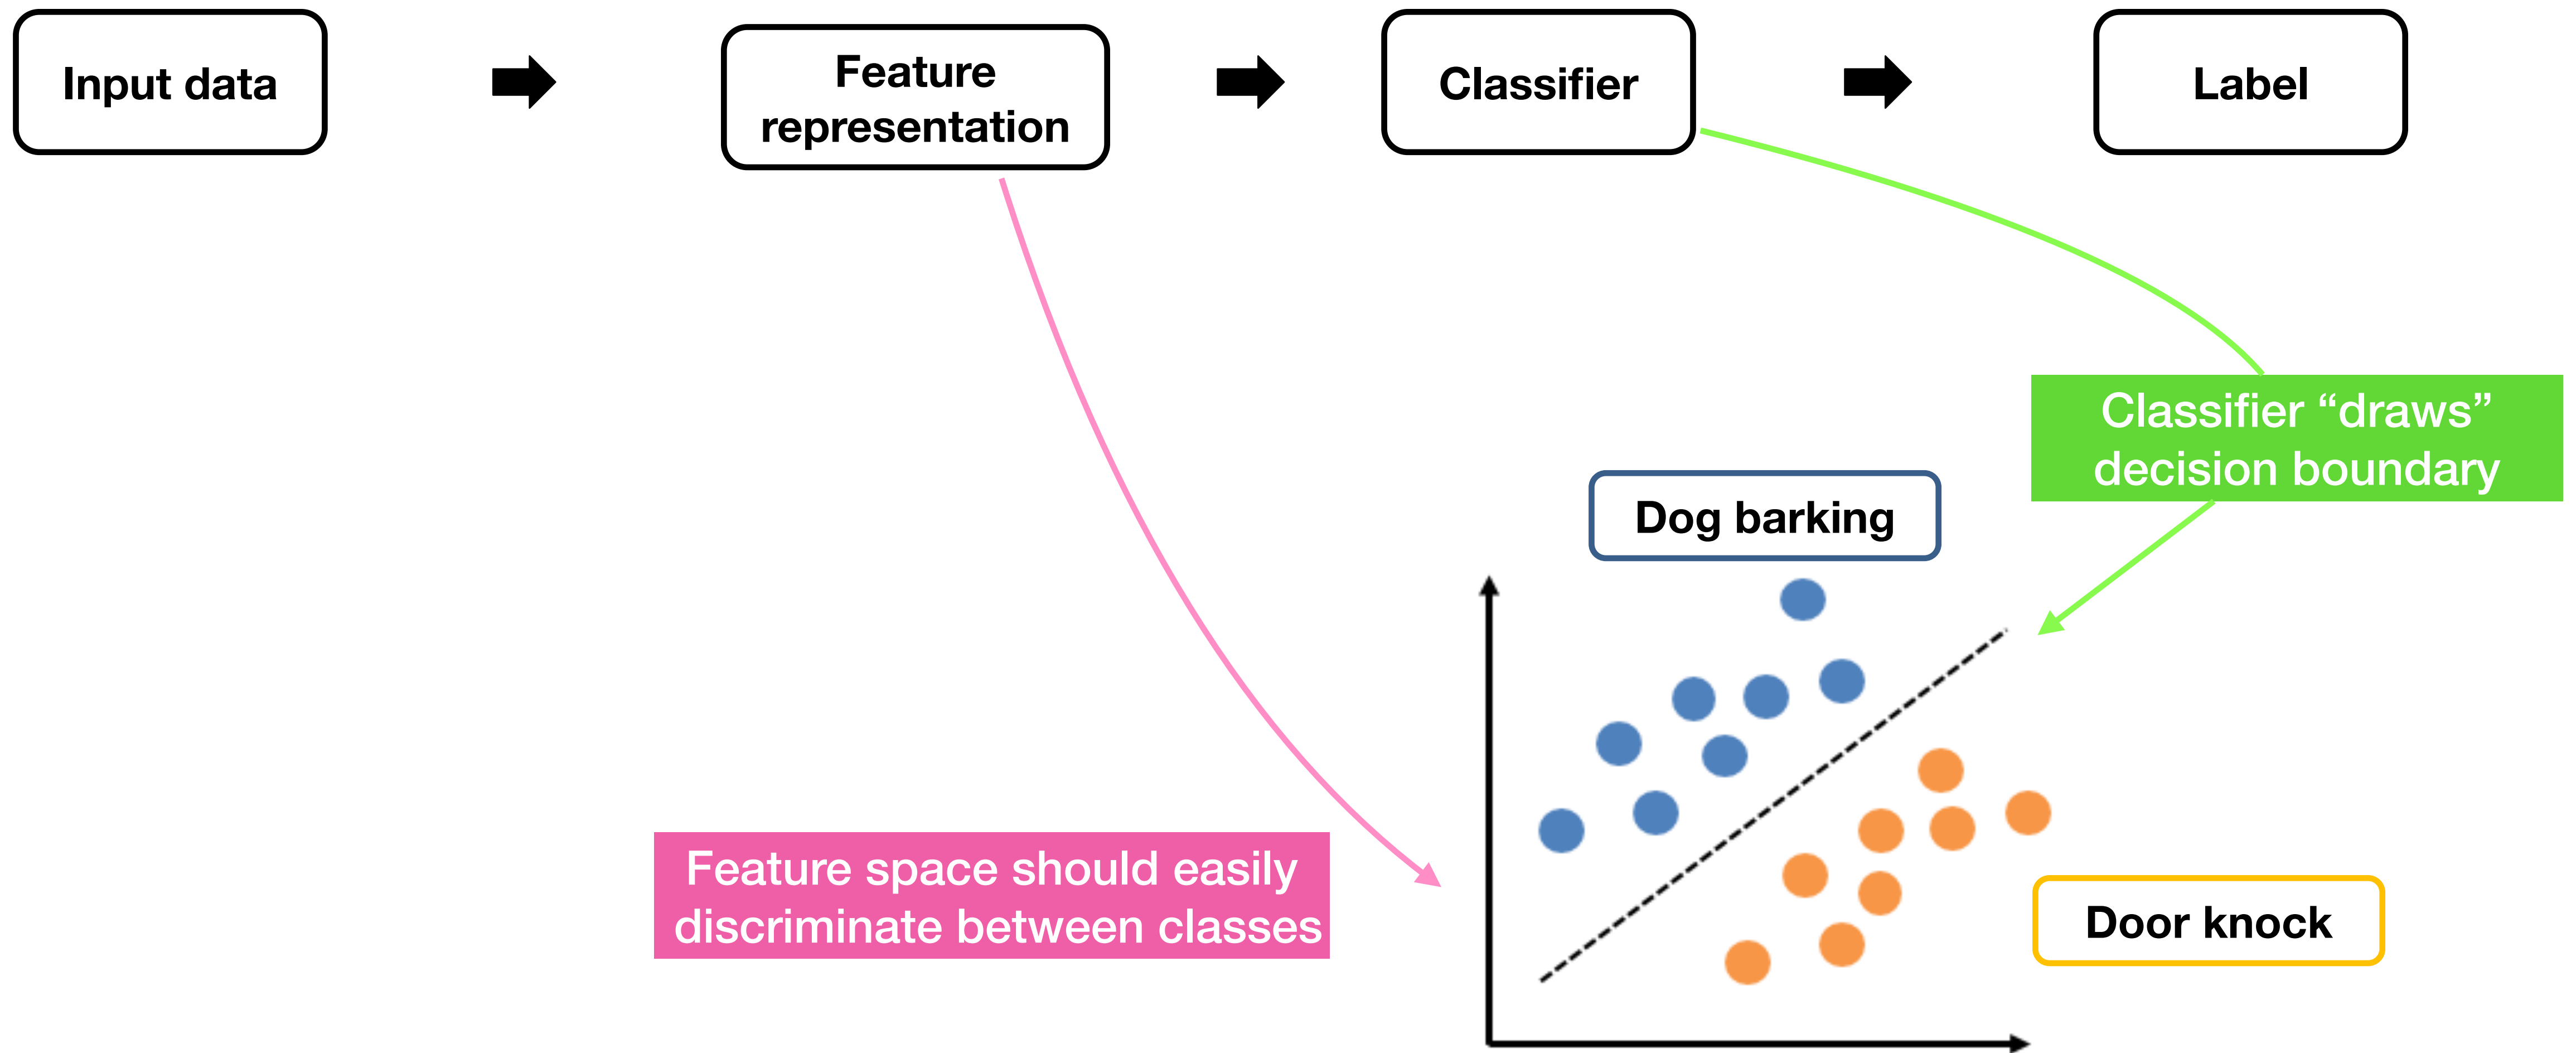 Input data
Feature
representation
Classifier
Label
Classifier “draws”
decision boundary
Dog barking
Feature space should easily
discriminate between classes
Door knock